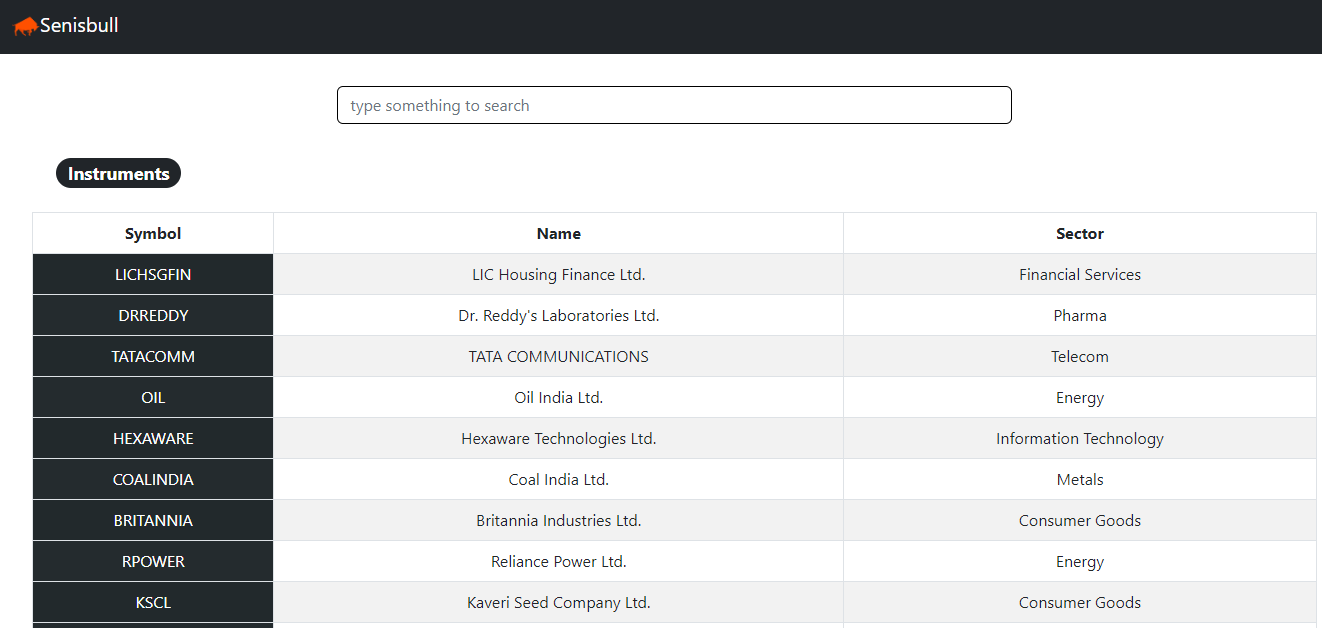 Senisbull
type something to search
Instruments
Symbol Name Sector
LICHSGFIN LIC Housing Finance Ltd. Financial Services
DRREDDY Dr. Reddy's Laboratories Ltd. Pharma
TATACOMM TATA COMMUNICATIONS Telecom
OIL Oil India Ltd. Energy
HEXAWARE Hexaware Technologies Ltd. Information Technology
COALINDIA Coal India Ltd. Metals
BRITANNIA Britannia Industries Ltd. Consumer Goods
RPOWER Reliance Power Ltd. Energy
KSCL Kaveri Seed Company Ltd. Consumer Goods